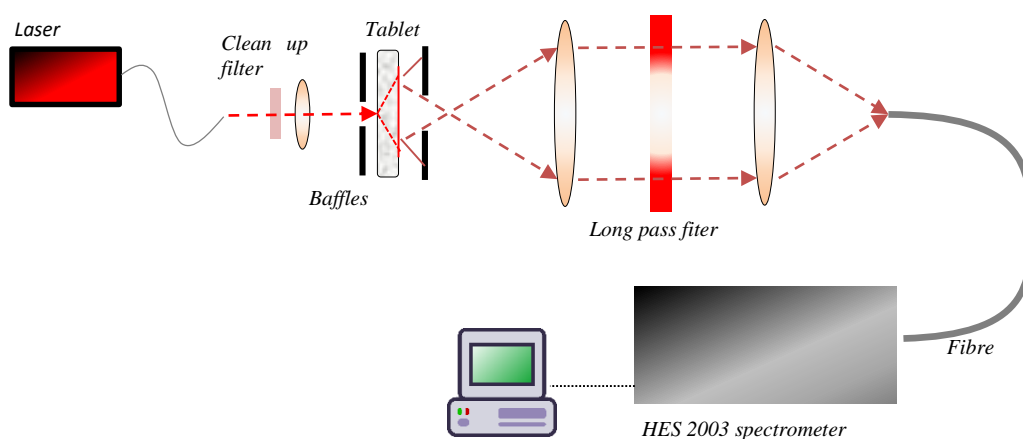 Laser
Clean up
filter
Tablet
Baffles
Long pass fiter
Fibre
HES 2003 spectrometer